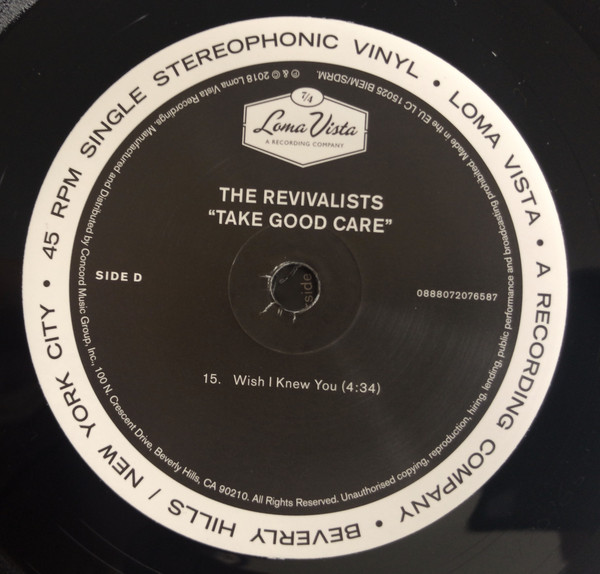 45 RPM SINGLE STEREOPHONIC VINYL • LOMA VISTA • A RECORDING COMPANY • BEVERLY HILLS / NEW YORK CITY •
℗ & © 2018 Loma Vista Recordings. Manufactured and Distributed by Concord Music Group, Inc., 100 N. Crescent Drive, Beverly Hills, CA 90210. All Rights Reserved. Unauthorised copying, reproduction, hiring, lending, public performance and broadcasting prohibited. Made in the EU. LC 15025 BIEM/SDRM.
7/4
Loma Vista
A RECORDING COMPANY
THE REVIVALISTS
“TAKE GOOD CARE”
SIDE D
0888072076587
side
15. Wish I Knew You (4:34)